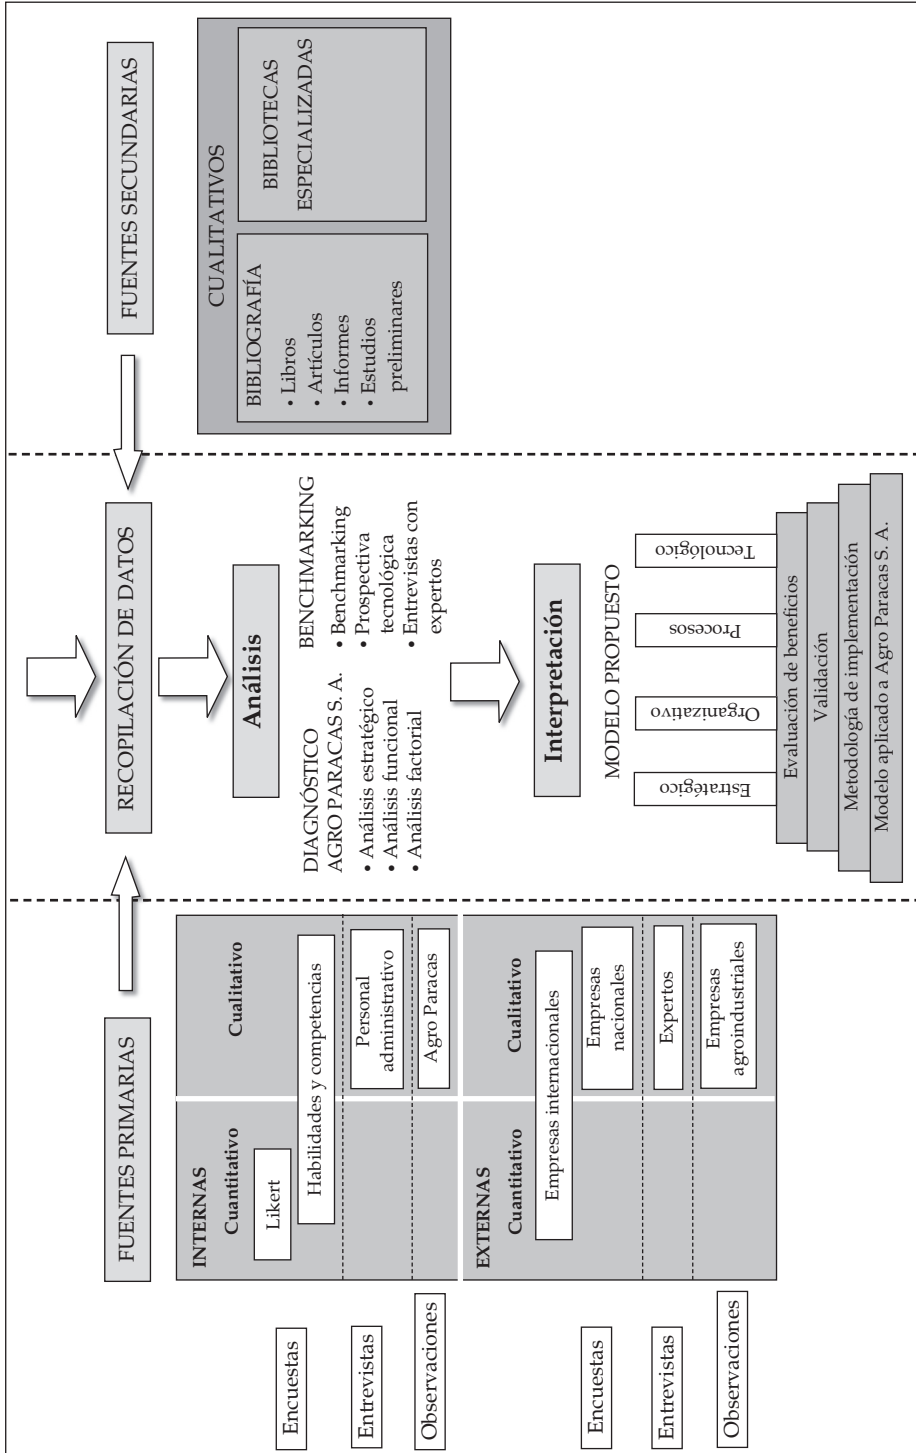 FUENTES PRIMARIAS
RECOPILACIÓN DE DATOS
FUENTES SECUNDARIAS
INTERNAS
Cuantitativo
Cualitativo
Encuestas
Likert
Habilidades y competencias
Entrevistas
Personal
administrativo
Observaciones
Agro Paracas
EXTERNAS
Cuantitativo
Cualitativo
Encuestas
Empresas internacionales
Empresas
nacionales
Entrevistas
Expertos
Observaciones
Empresas
agroindustriales
Análisis
DIAGNÓSTICO
AGRO PARACAS S. A.
• Análisis estratégico
• Análisis funcional
• Análisis factorial
BENCHMARKING
• Benchmarking
• Prospectiva
tecnológica
• Entrevistas con
expertos
Interpretación
MODELO PROPUESTO
Estratégico
Organizativo
Procesos
Tecnológico
Evaluación de beneficios
Validación
Metodología de implementación
Modelo aplicado a Agro Paracas S. A.
CUALITATIVOS
BIBLIOGRAFÍA
• Libros
• Artículos
• Informes
• Estudios
preliminares
BIBLIOTECAS
ESPECIALIZADAS